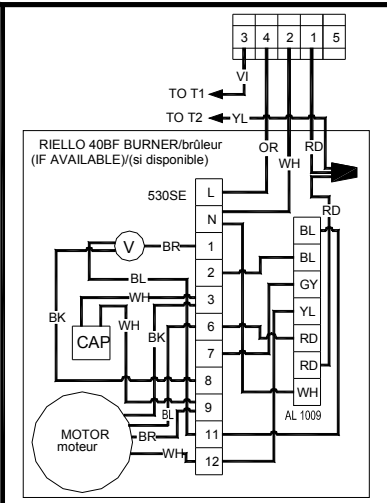 3 4 2 1 5
VI
TO T1
TO T2 YL
OR
WH
RD
RD
RIELLO 40BF BURNER/brûleur
(IF AVAILABLE)/(si disponible)
530SE
L
N
1
2
3
6
7
8
9
11
12
V
BR
BL
WH
WH
BK
BK
CAP
BL
BR
WH
MOTOR
moteur
BL
BL
GY
YL
RD
RD
WH
AL 1009